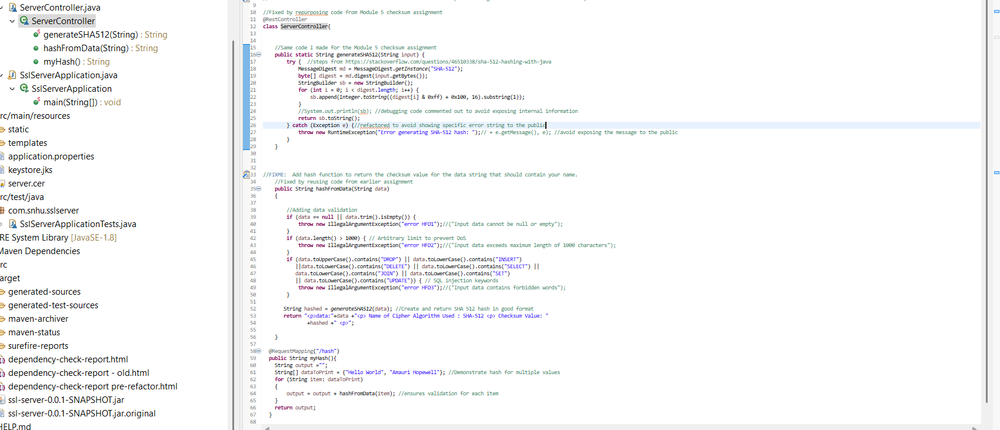 ServerController.java
ServerController
generateSHA512(String) : String
hashFromData(String) : String
myHash() : String
SslServerApplication.java
SslServerApplication
main(String[]) : void
rc/main/resources
static
templates
application.properties
keystore.jks
server.cer
rc/test/java
com.snhu.sslserver
SslServerApplicationTests.java
RE System Library [JavaSE-1.8]
Maven Dependencies
rc
arget
generated-sources
generated-test-sources
maven-archiver
maven-status
surefire-reports
dependency-check-report.html
dependency-check-report - old.html
dependency-check-report pre-refactor.html
ssl-server-0.0.1-SNAPSHOT.jar
ssl-server-0.0.1-SNAPSHOT.jar.original
HELP.md
9
10 //Fixed by repurposing code from Module 5 checksum assignment
11 @RestController
12 class ServerController{
13
14
15 //Same code I made for the Module 5 checksum assignment
16 public static String generateSHA512(String input) {
17 try { //steps from https://stackoverflow.com/questions/46510338/sha-512-hashing-with-java
18 MessageDigest md = MessageDigest.getInstance("SHA-512");
19 byte[] digest = md.digest(input.getBytes());
20 StringBuilder sb = new StringBuilder();
21 for (int i = 0; i < digest.length; i++) {
22 sb.append(Integer.toString((digest[i] & 0xff) + 0x100, 16).substring(1));
23 }
24 //System.out.println(sb); //debugging code commented out to avoid exposing internal information
25 return sb.toString();
26 } catch (Exception e) {//refactored to avoid showing specific error string to the public
27 throw new RuntimeException("Error generating SHA-512 hash: ");// + e.getMessage(), e); //avoid exposing the message to the public
28 }
29 }
30
31
32
33 //FIXME: Add hash function to return the checksum value for the data string that should contain your name.
34 //Fixed by reusing code from earlier assignment
35 public String hashFromData(String data)
36 {
37
38 //Adding data validation
39 if (data == null || data.trim().isEmpty()) {
40 throw new IllegalArgumentException("error HFD1");//("Input data cannot be null or empty");
41 }
42 if (data.length() > 1000) { // Arbitrary limit to prevent DoS
43 throw new IllegalArgumentException("error HFD2");//("Input data exceeds maximum length of 1000 characters");
44 }
45 if (data.toUpperCase().contains("DROP") || data.toLowerCase().contains("INSERT")
46 ||data.toLowerCase().contains("DELETE") || data.toLowerCase().contains("SELECT") ||
47 data.toLowerCase().contains("JOIN") || data.toLowerCase().contains("SET")
48 || data.toLowerCase().contains("UPDATE")) { // SQL injection keywords
49 throw new IllegalArgumentException("error HFD3");//("Input data contains forbidden words");
50 }
51
52 String hashed = generateSHA512(data); //Create and return SHA 512 hash in good format
53 return "<p>data:"+data +"<p> Name of Cipher Algorithm Used : SHA-512 <p> Checksum Value: "
54 +hashed +" <p>";
55
56 }
57
58 @RequestMapping("/hash")
59 public String myHash(){
60 String output ="";
61 String[] dataToPrint = {"Hello World", "Amauri Hopewell"}; //Demonstrate hash for multiple values
62 for (String item: dataToPrint)
63 {
64 output = output + hashFromData(item); //ensures validation for each item
65 }
66 return output;
67 }
68